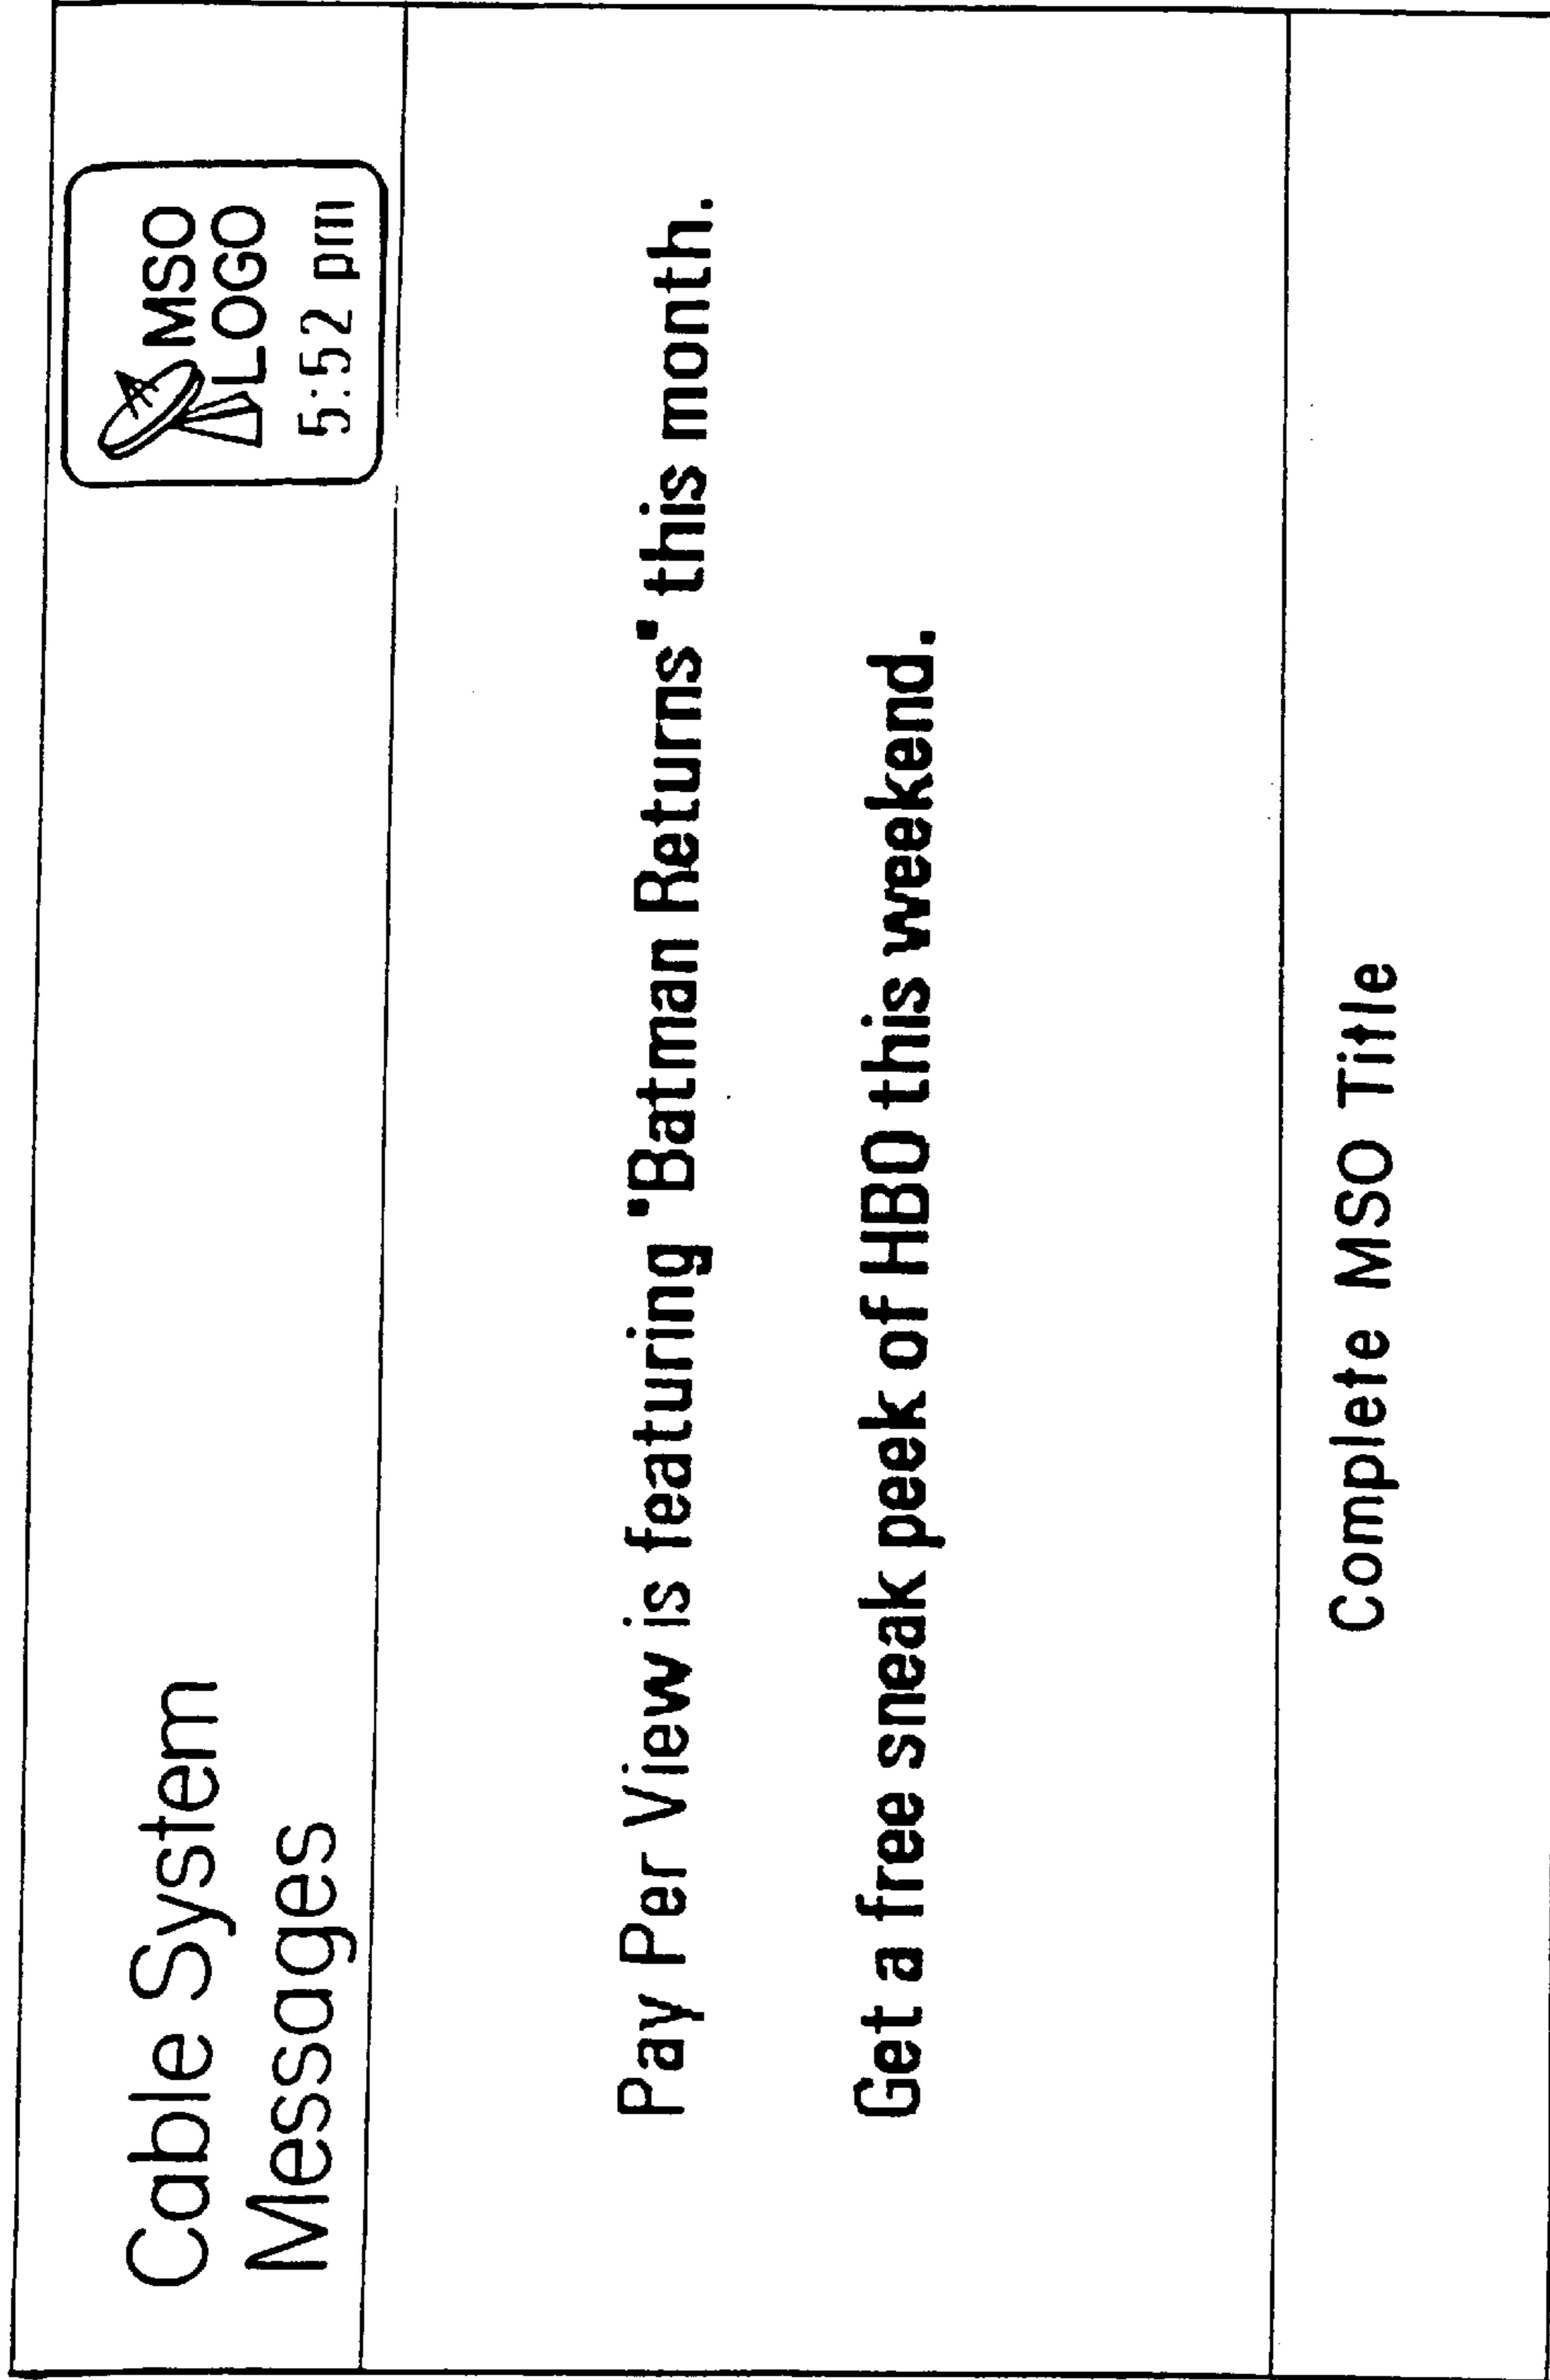 Cable System
Messages
MSO
LOGO
5:52 pm
Pay Per View is featuring "Batman Returns" this month.
Get a free sneak peek of HBO this weekend.
Complete MSO Title